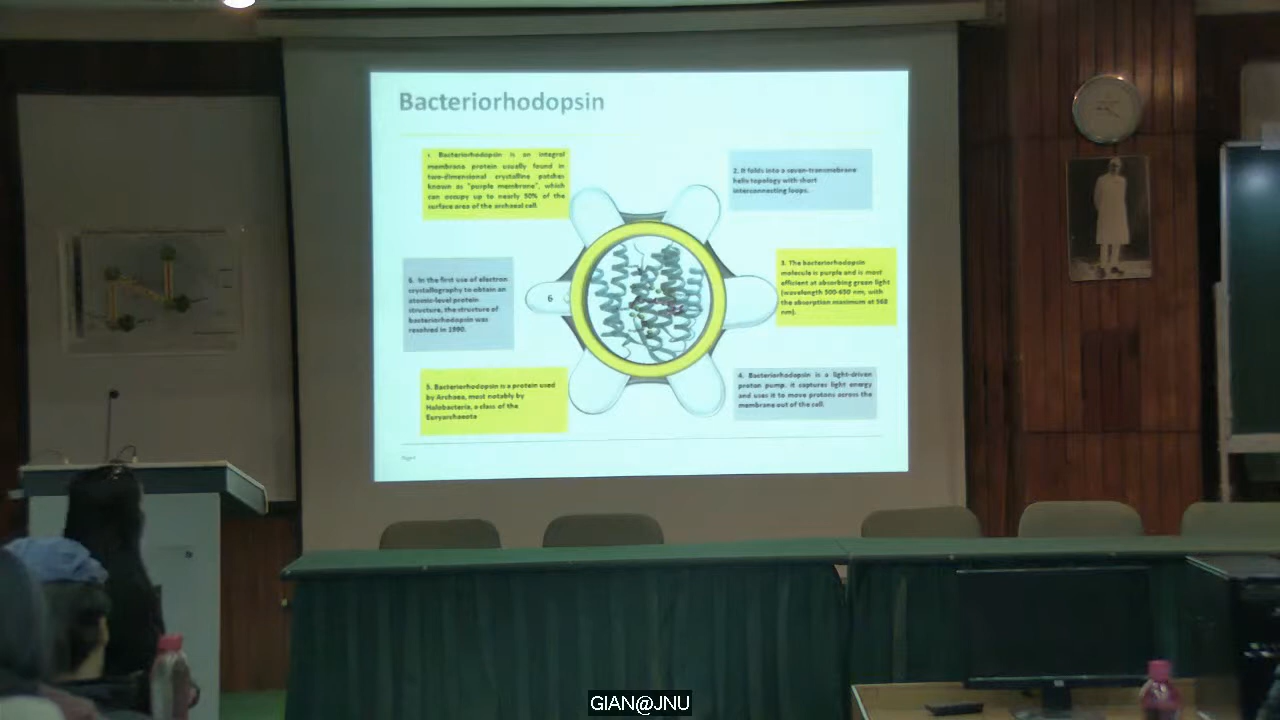 Bacteriorhodopsin
1. Bacteriorhodopsin is an integral
membrane protein usually found in
two-dimensional crystalline patches
known as "purple membrane", which
can occupy up to nearly 50% of the
surface area of the archaeal cell.
2. It folds into a seven-transmembrane
helix topology with short
interconnecting loops.
3. The bacteriorhodopsin
molecule is purple and is most
efficient at absorbing green light
(wavelength 500-650 nm, with
the absorption maximum at 568
nm).
4. Bacteriorhodopsin is a light-driven
proton pump. it captures light energy
and uses it to move protons across the
membrane out of the cell.
5. Bacteriorhodopsin is a protein used
by Archaea, most notably by
Halobacteria, a class of the
Euryarchaeota
6. In the first use of electron
crystallography to obtain an
atomic-level protein
structure, the structure of
bacteriorhodopsin was
resolved in 1990.
6
GIAN@JNU